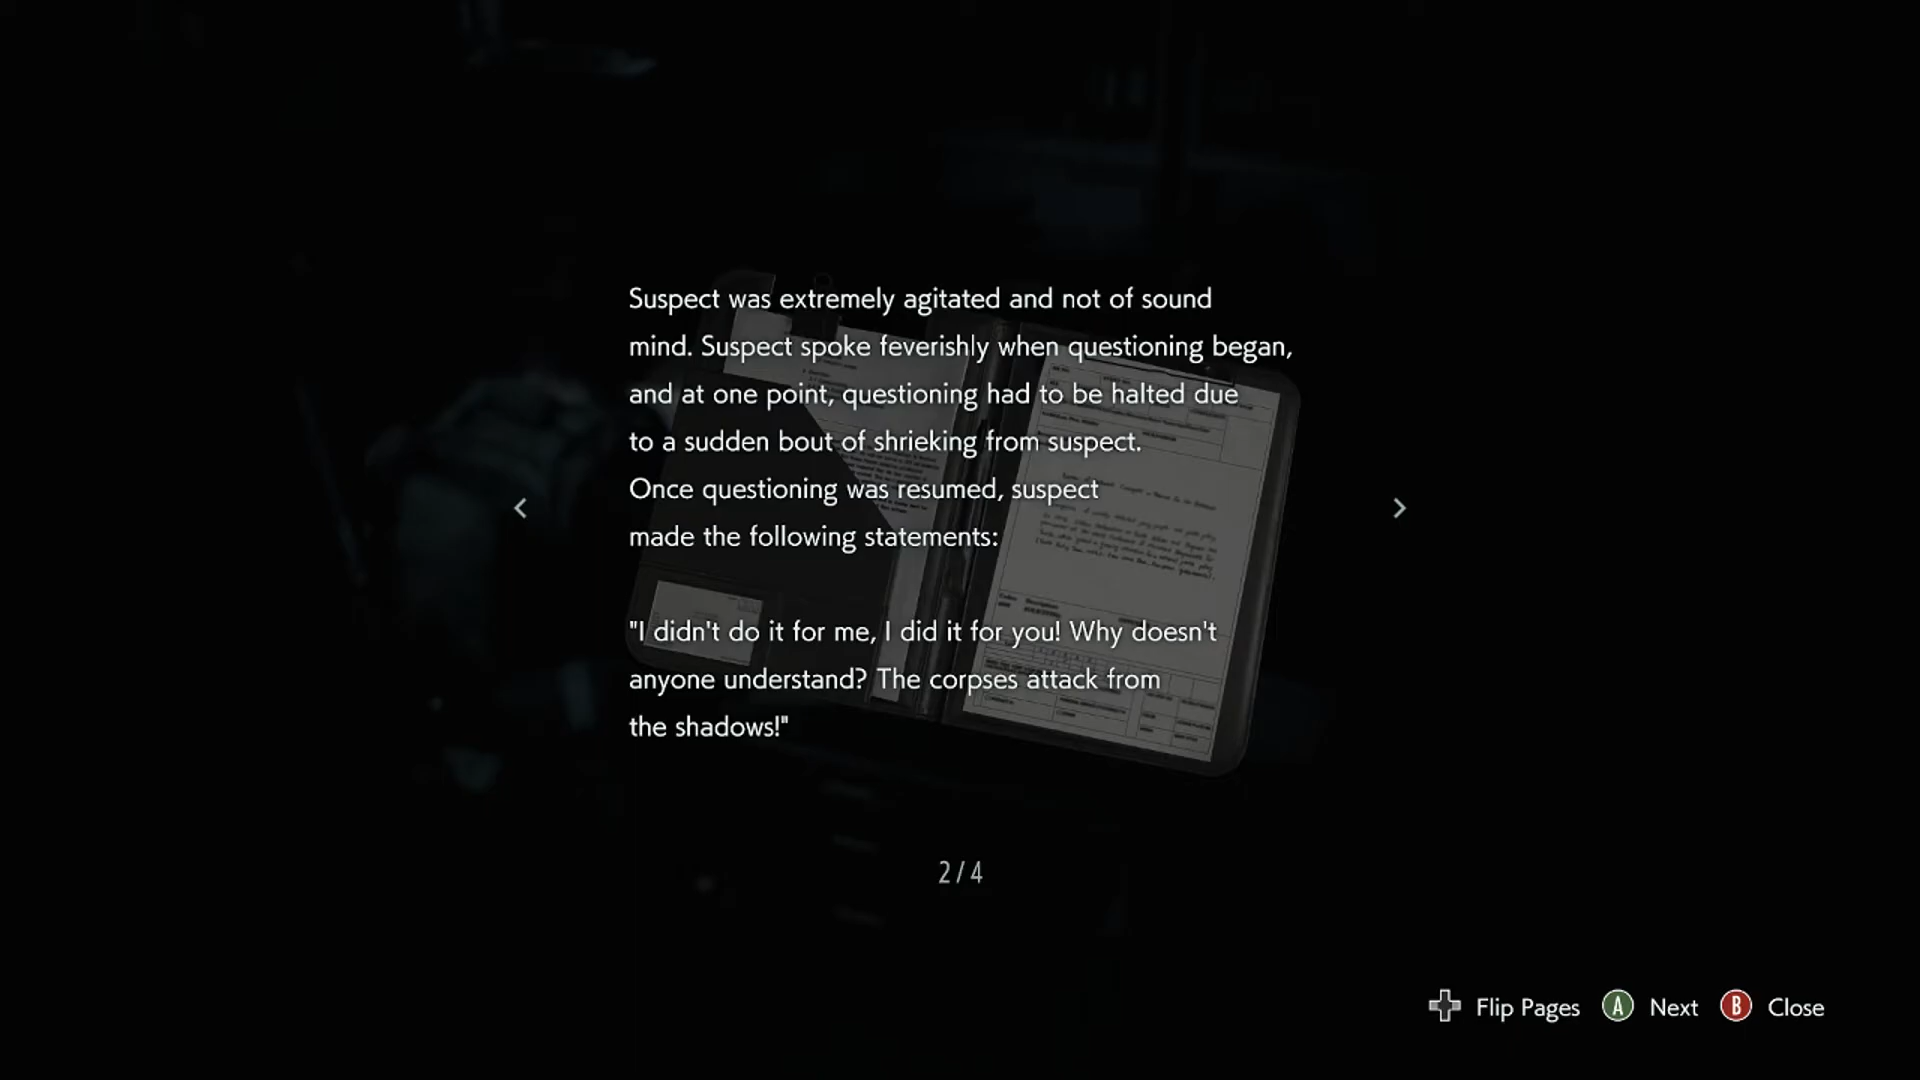 Suspect was extremely agitated and not of sound
mind. Suspect spoke feverishly when questioning began,
and at one point, questioning had to be halted due
to a sudden bout of shrieking from suspect.
Once questioning was resumed, suspect
made the following statements:
"I didn't do it for me, I did it for you! Why doesn't
anyone understand? The corpses attack from
the shadows!"
2 / 4
Flip Pages A Next B Close